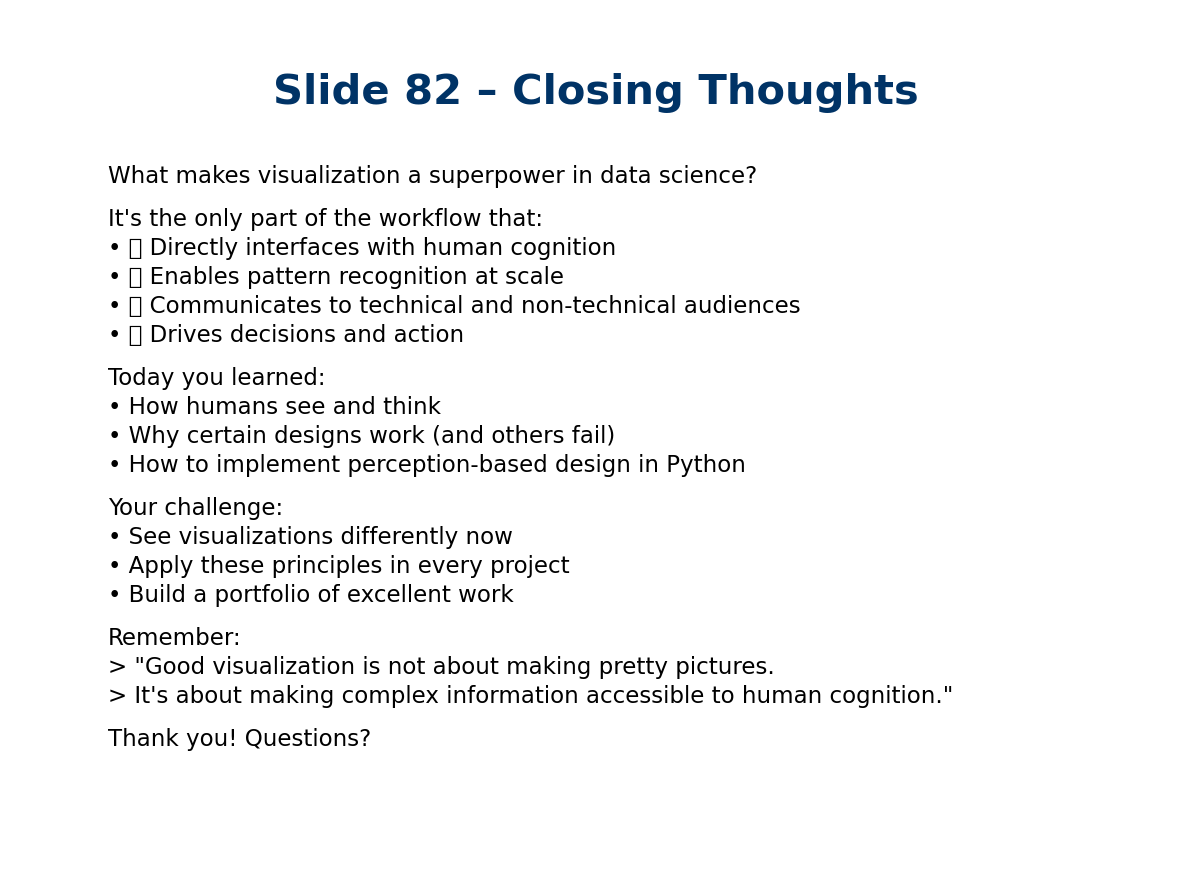 Slide 82 – Closing Thoughts
What makes visualization a superpower in data science?
It's the only part of the workflow that:
• Directly interfaces with human cognition
• Enables pattern recognition at scale
• Communicates to technical and non-technical audiences
• Drives decisions and action
Today you learned:
• How humans see and think
• Why certain designs work (and others fail)
• How to implement perception-based design in Python
Your challenge:
• See visualizations differently now
• Apply these principles in every project
• Build a portfolio of excellent work
Remember:
> "Good visualization is not about making pretty pictures.
> It's about making complex information accessible to human cognition."
Thank you! Questions?